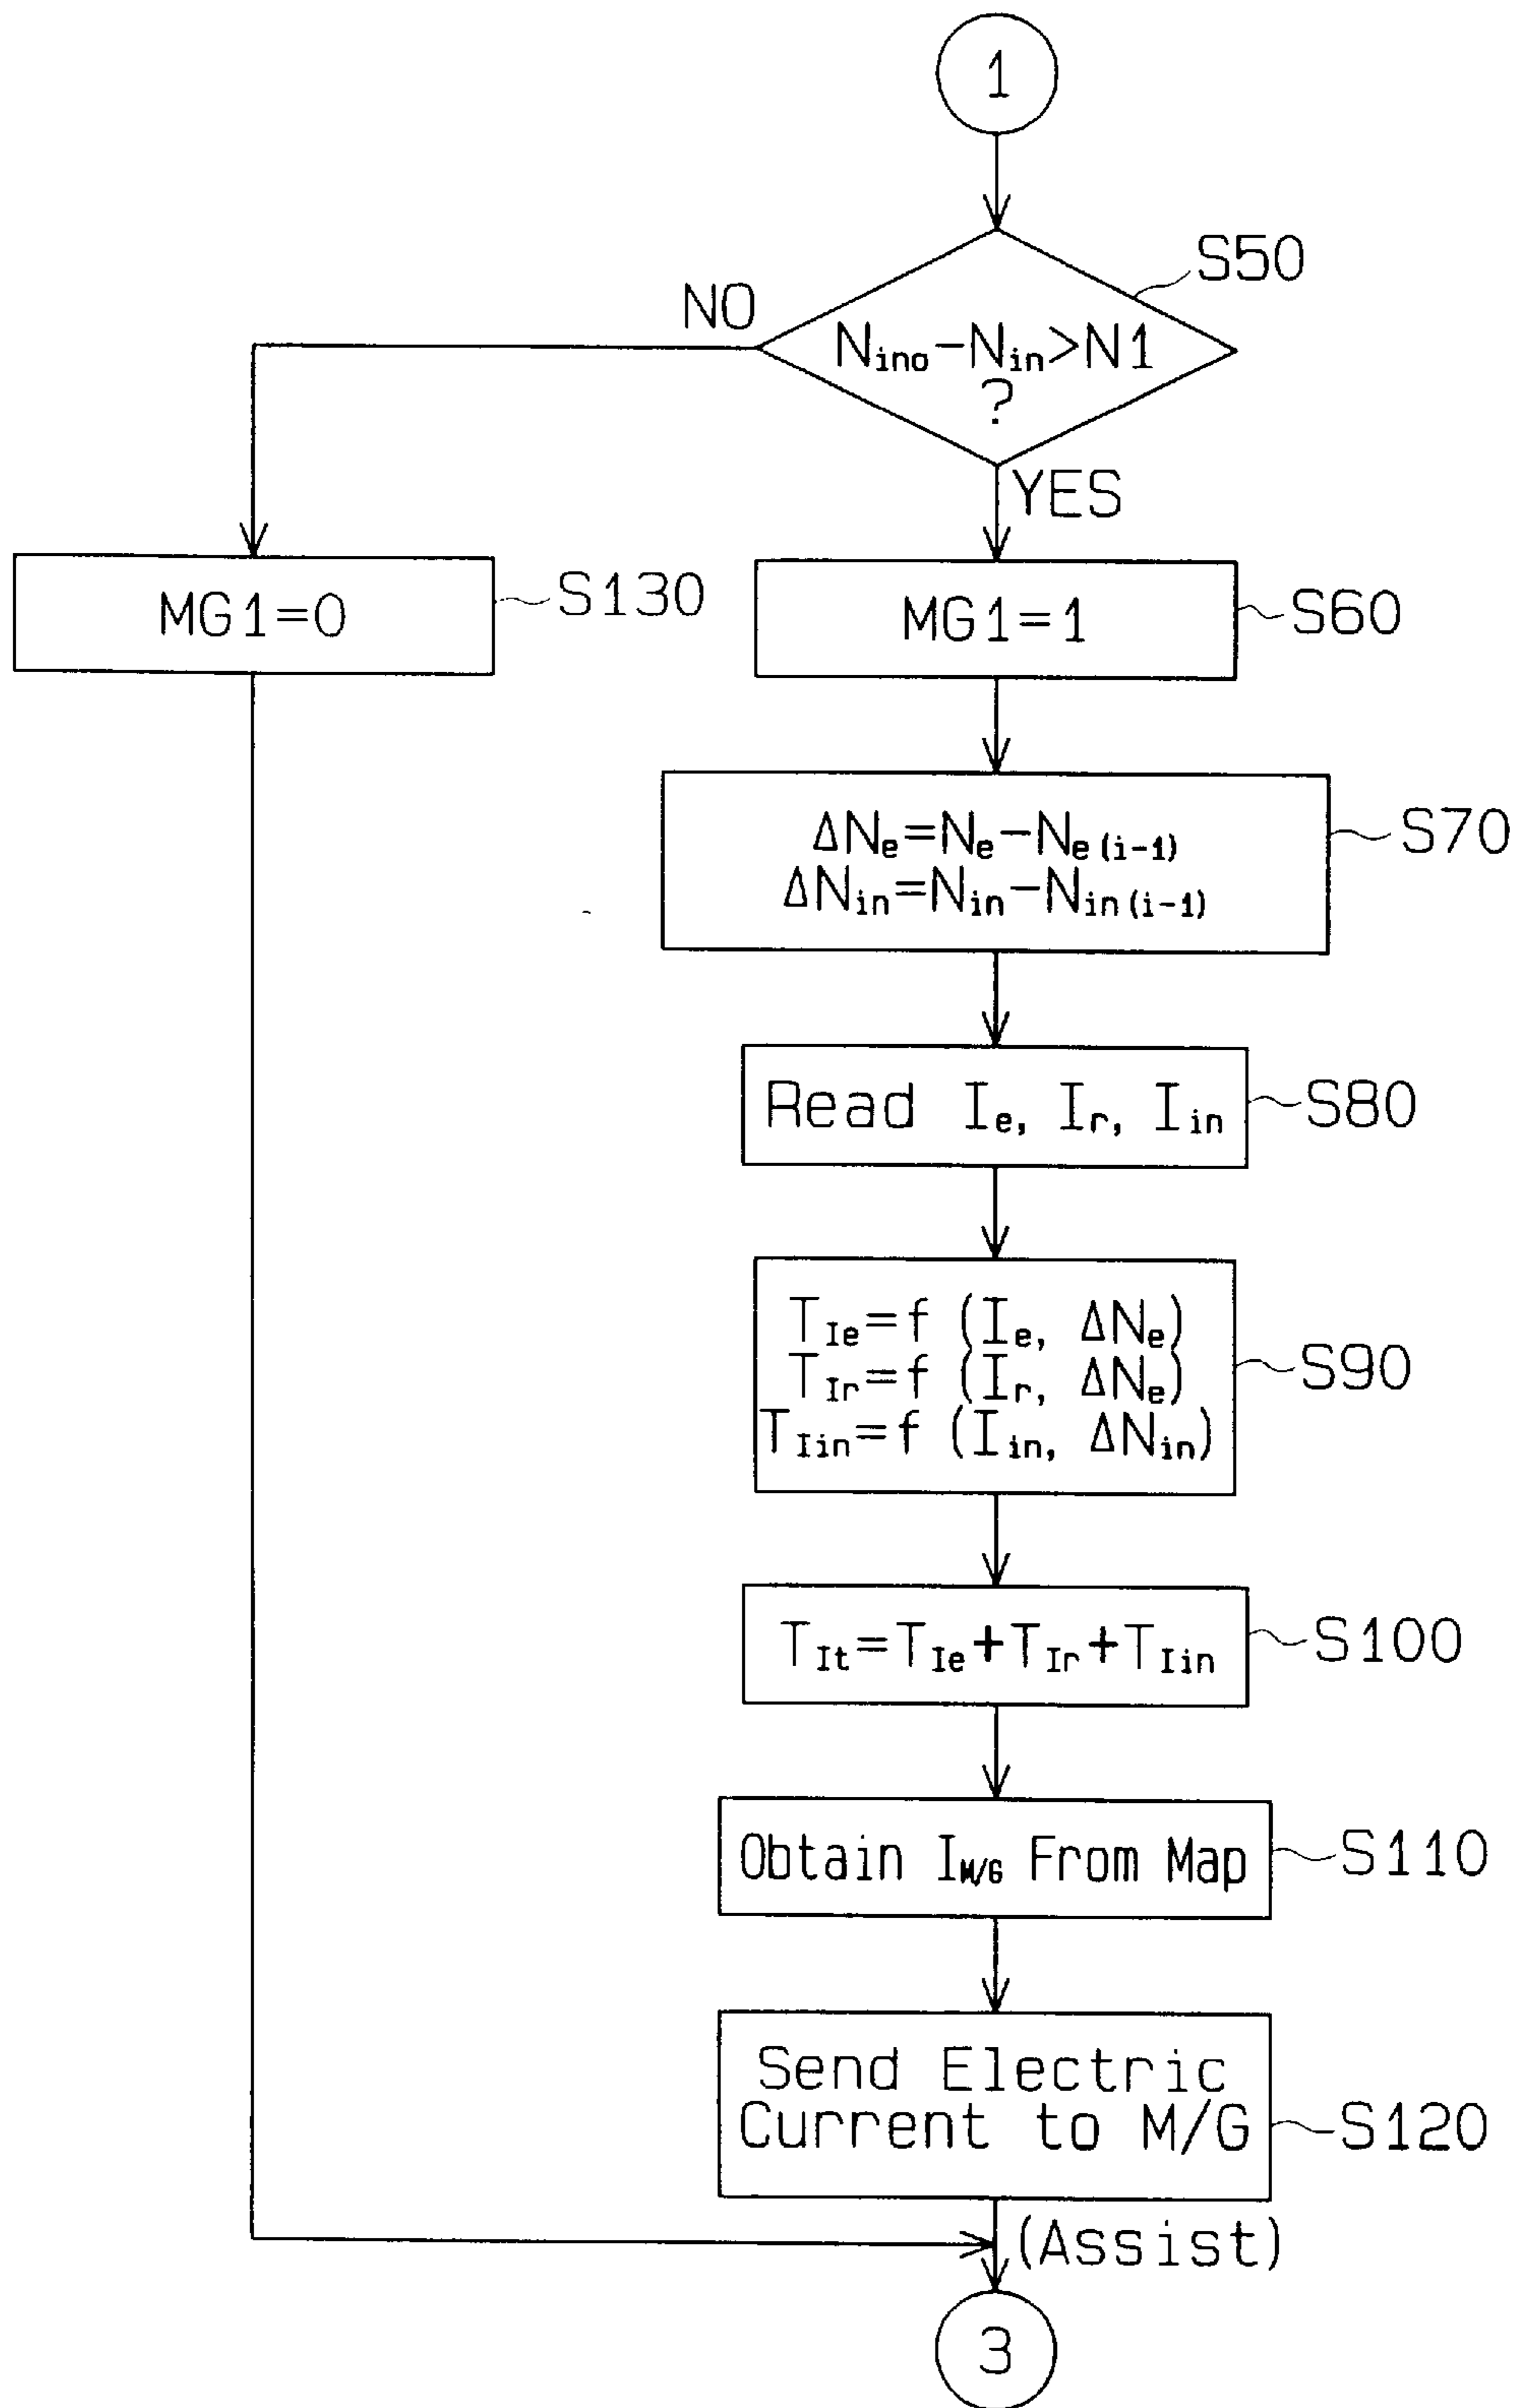 1
S50
NO
Nino-Nin>N1
?
YES
MG1=0
S130
MG1=1
S60
ΔNe=Ne-Ne(i-1)
ΔNin=Nin-Nin(i-1)
S70
Read Ie, Ir, Iin
S80
TIe=f (Ie, ΔNe)
TIr=f (Ir, ΔNe)
TIin=f (Iin, ΔNin)
S90
TIt=TIe+TIr+TIin
S100
Obtain IM/G From Map
S110
Send Electric
Current to M/G
S120
(Assist)
3